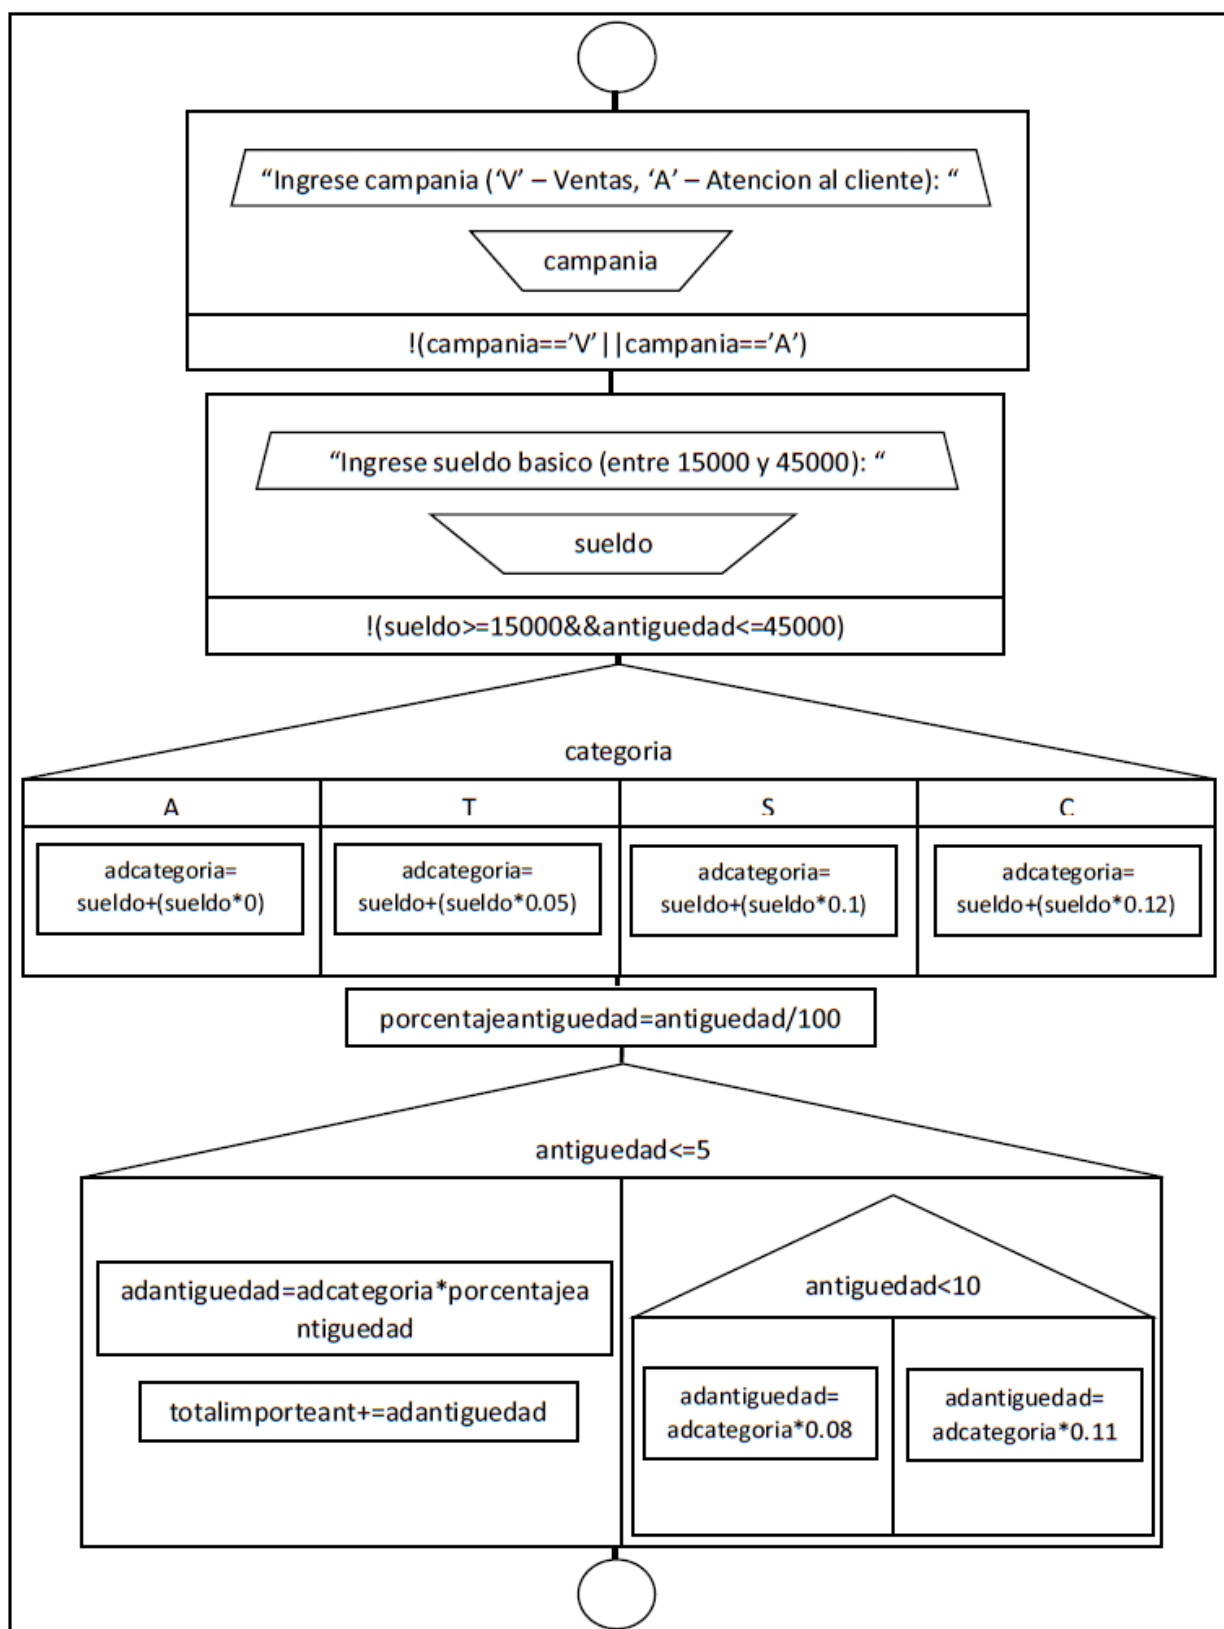 “Ingrese campania (‘V’ – Ventas, ‘A’ – Atencion al cliente): “
campania
!(campania==’V’||campania==’A’)
“Ingrese sueldo basico (entre 15000 y 45000): “
sueldo
!(sueldo>=15000&&antiguedad<=45000)
categoria
A
T
S
C
adcategoria=
sueldo+(sueldo*0)
adcategoria=
sueldo+(sueldo*0.05)
adcategoria=
sueldo+(sueldo*0.1)
adcategoria=
sueldo+(sueldo*0.12)
porcentajeantiguedad=antiguedad/100
antiguedad<=5
adantiguedad=adcategoria*porcentajea
ntiguedad
totalimporteant+=adantiguedad
antiguedad<10
adantiguedad=
adcategoria*0.08
adantiguedad=
adcategoria*0.11